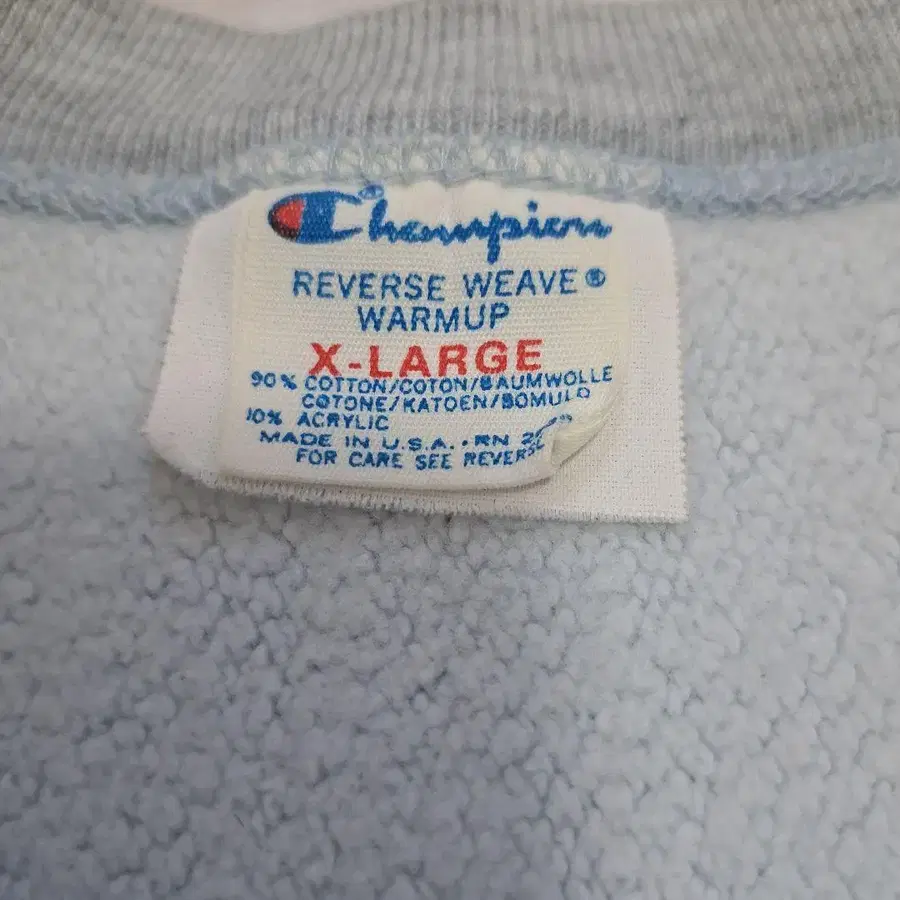 Champion®
REVERSE WEAVE®
WARMUP
X-LARGE
90% COTTON/COTON/BAUMWOLLE
COTONE/KATOEN/BOMULD
10% ACRYLIC
MADE IN U.S.A. • RN
FOR CARE SEE REVERSE